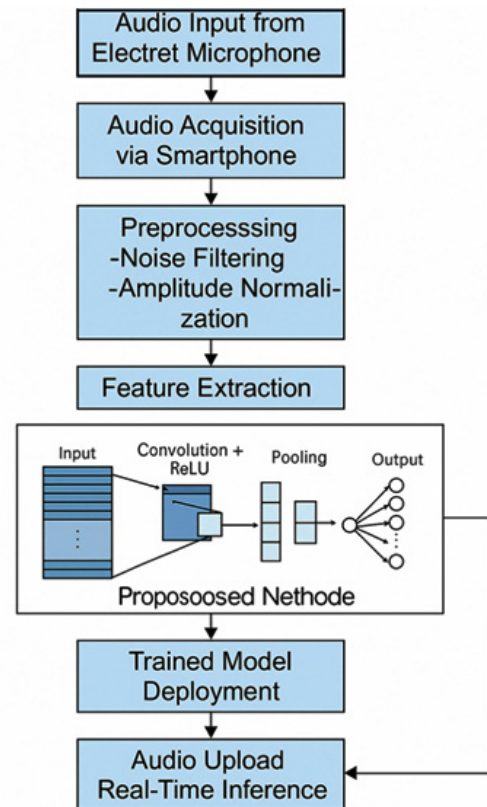 Audio Input from
Electret Microphone
Audio Acquisition
via Smartphone
Preprocesssing
-Noise Filtering
-Amplitude Normali-
zation
Feature Extraction
Input
Convolution +
ReLU
Pooling
Output
Proposoosed Nethode
Trained Model
Deployment
Audio Upload
Real-Time Inference